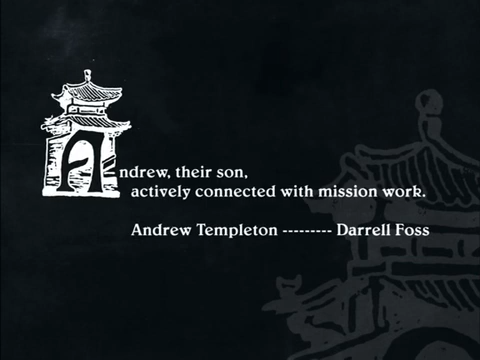 Andrew, their son,
actively connected with mission work.
Andrew Templeton --------- Darrell Foss